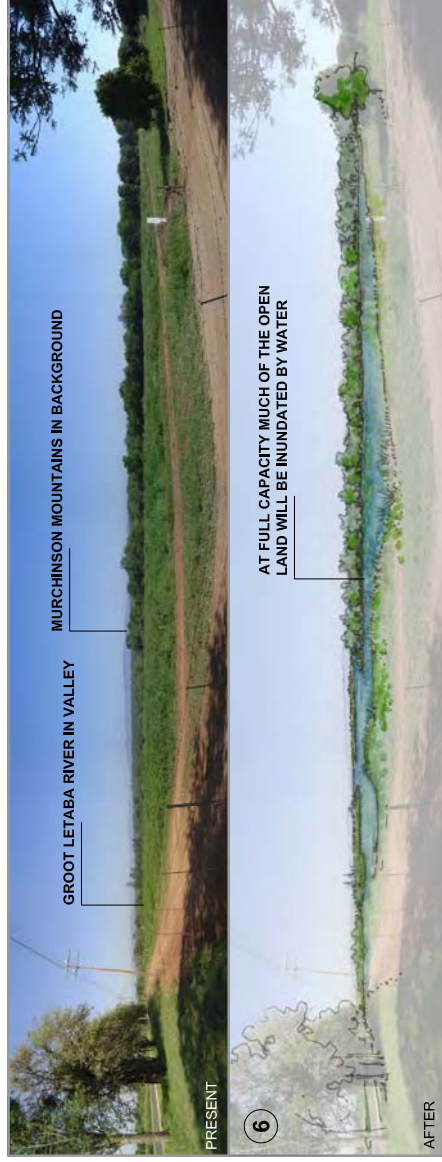 GROOT LETABA RIVER IN VALLEY
MURCHINSON MOUNTAINS IN BACKGROUND
PRESENT
6
AT FULL CAPACITY MUCH OF THE OPEN
LAND WILL BE INUNDATED BY WATER
AFTER